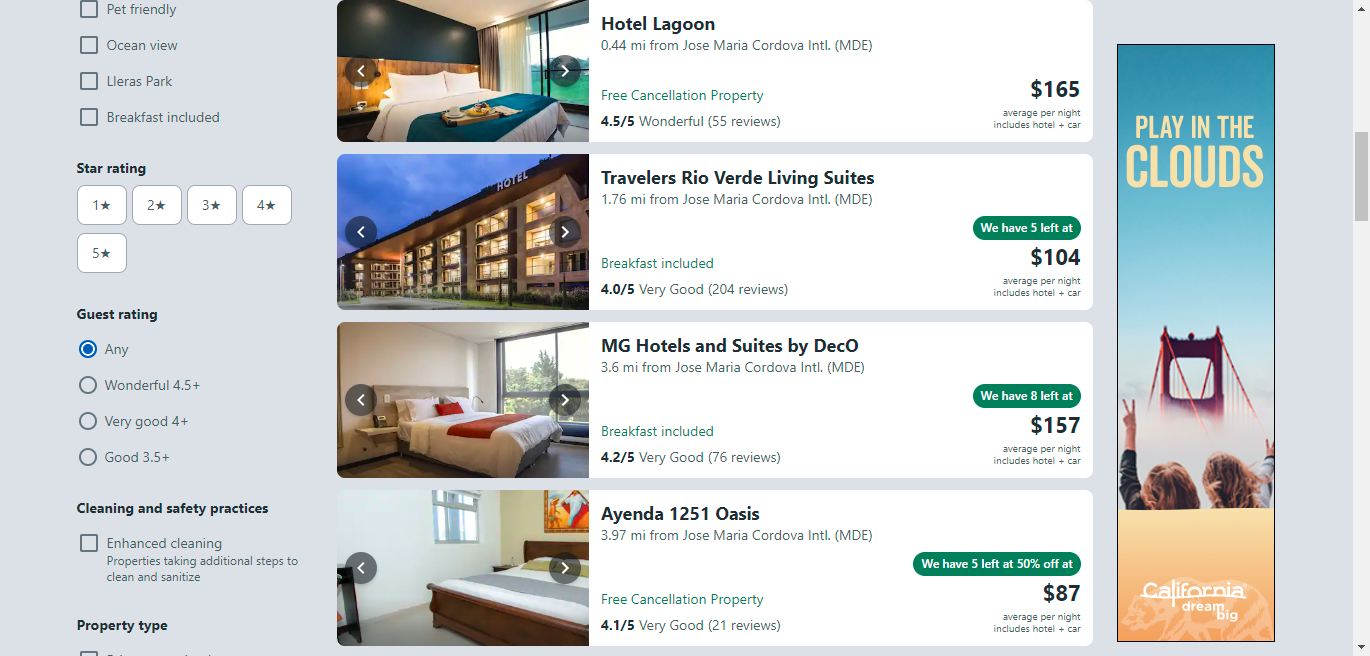 Pet friendly
Ocean view
Lleras Park
Breakfast included
Star rating
1★ 2★ 3★ 4★
5★
Guest rating
Any
Wonderful 4.5+
Very good 4+
Good 3.5+
Cleaning and safety practices
Enhanced cleaning
Properties taking additional steps to
clean and sanitize
Property type
Hotel Lagoon
0.44 mi from Jose Maria Cordova Intl. (MDE)
Free Cancellation Property
4.5/5 Wonderful (55 reviews)
$165
average per night
includes hotel + car
HOTEL
Travelers Rio Verde Living Suites
1.76 mi from Jose Maria Cordova Intl. (MDE)
We have 5 left at
Breakfast included
4.0/5 Very Good (204 reviews)
$104
average per night
includes hotel + car
MG Hotels and Suites by DecO
3.6 mi from Jose Maria Cordova Intl. (MDE)
We have 8 left at
Breakfast included
4.2/5 Very Good (76 reviews)
$157
average per night
includes hotel + car
Ayenda 1251 Oasis
3.97 mi from Jose Maria Cordova Intl. (MDE)
We have 5 left at 50% off at
Free Cancellation Property
4.1/5 Very Good (21 reviews)
$87
average per night
includes hotel + car
PLAY IN THE
CLOUDS
California
dream
big